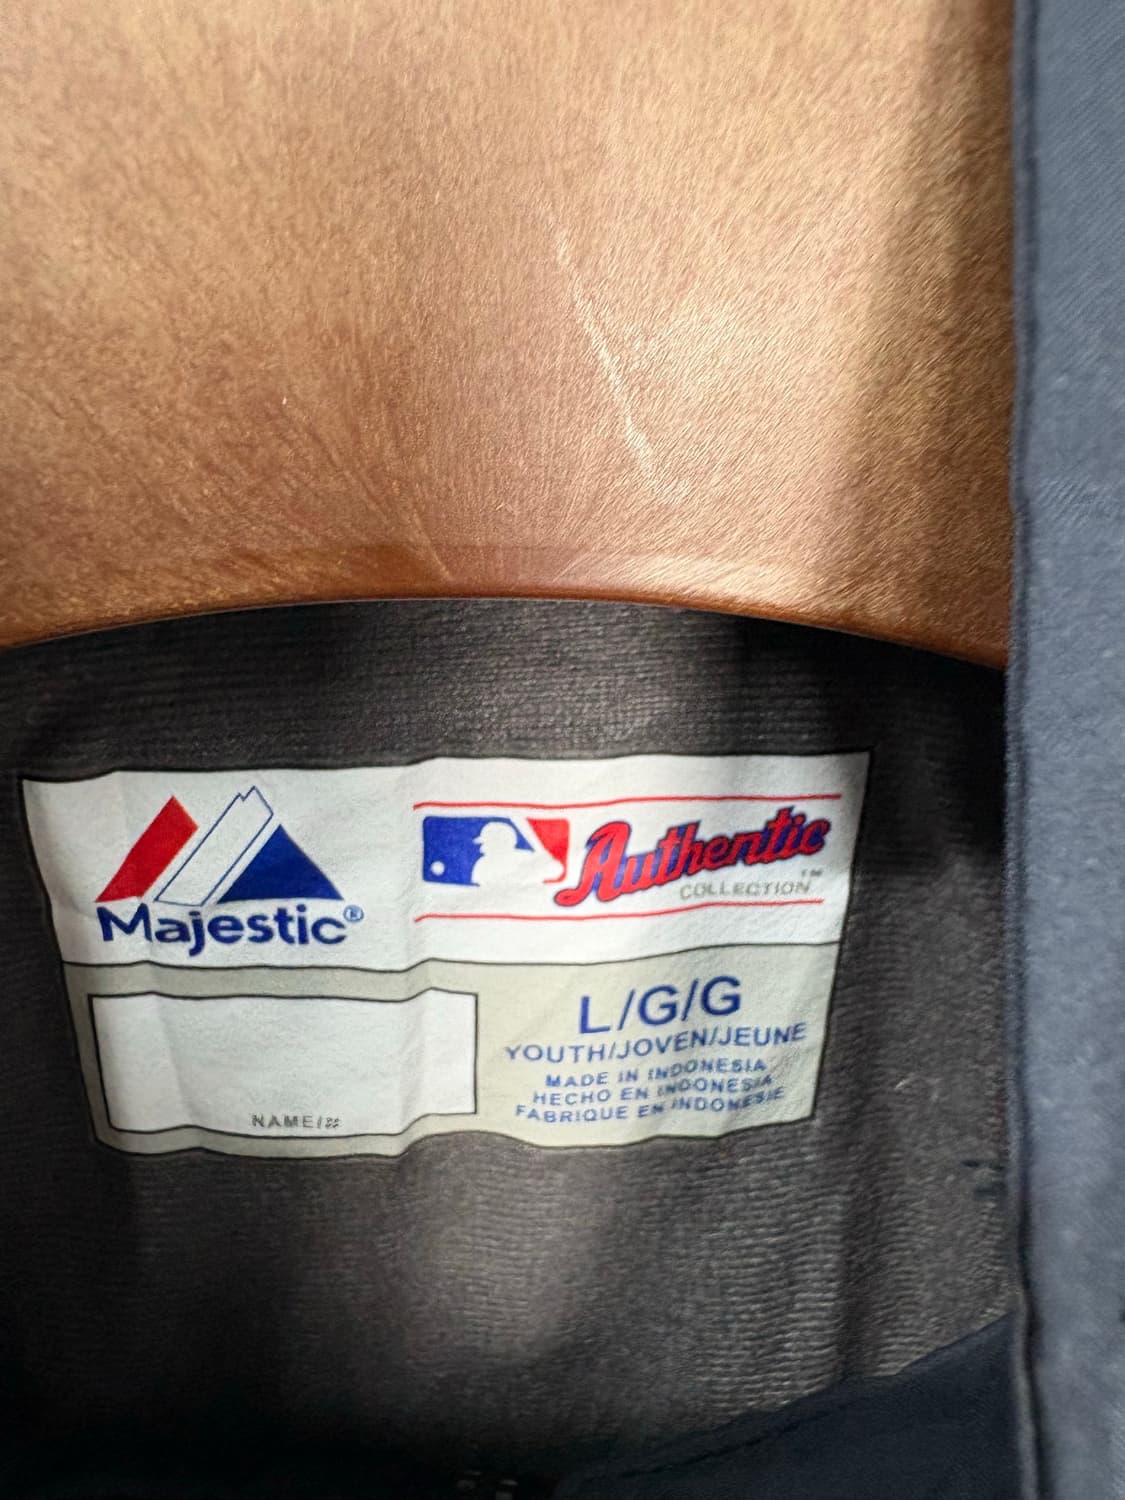 Majestic®
Authentic
COLLECTION™
NAME/#
L/G/G
YOUTH/JOVEN/JEUNE
MADE IN INDONESIA
HECHO EN INDONESIA
FABRIQUE EN INDONESIE